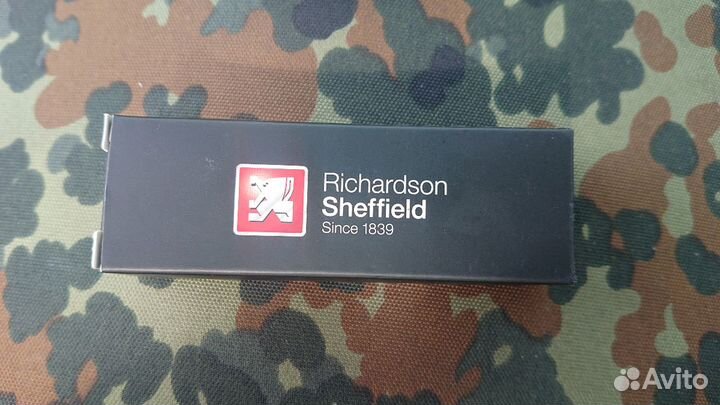 Richardson
Sheffield
Since 1839
Avito